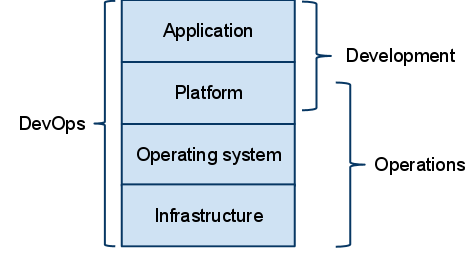 Application
Development
Platform
DevOps
Operating system
Operations
Infrastructure